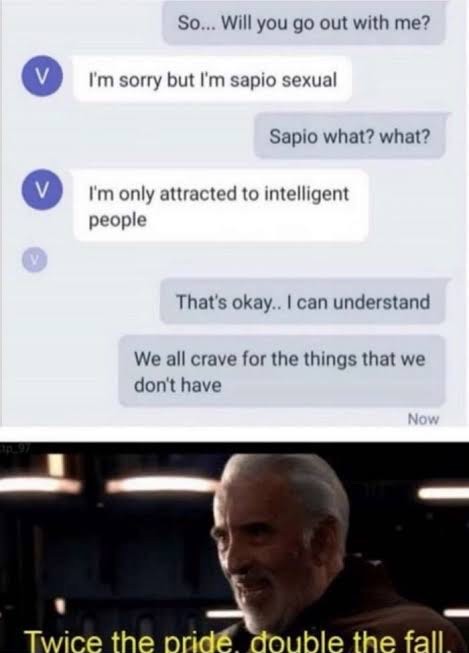 So... Will you go out with me?
V
I'm sorry but I'm sapio sexual
Sapio what? what?
V
I'm only attracted to intelligent
people
V
That's okay.. I can understand
We all crave for the things that we
don't have
Now
Twice the pride, double the fall.